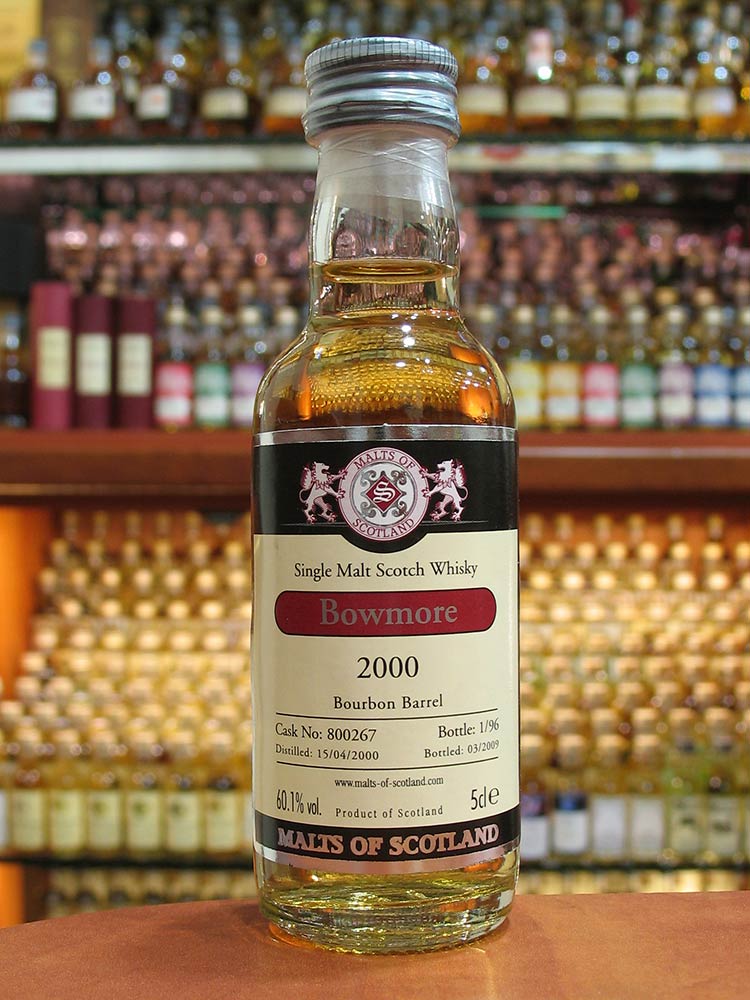 MALTS OF
S
SCOTLAND
Single Malt Scotch Whisky
Bowmore
2000
Bourbon Barrel
Cask No: 800267 Bottle: 1/96
Distilled: 15/04/2000 Bottled: 03/2009
www.malts-of-scotland.com
60.1% vol. Product of Scotland 5cl e
MALTS OF SCOTLAND